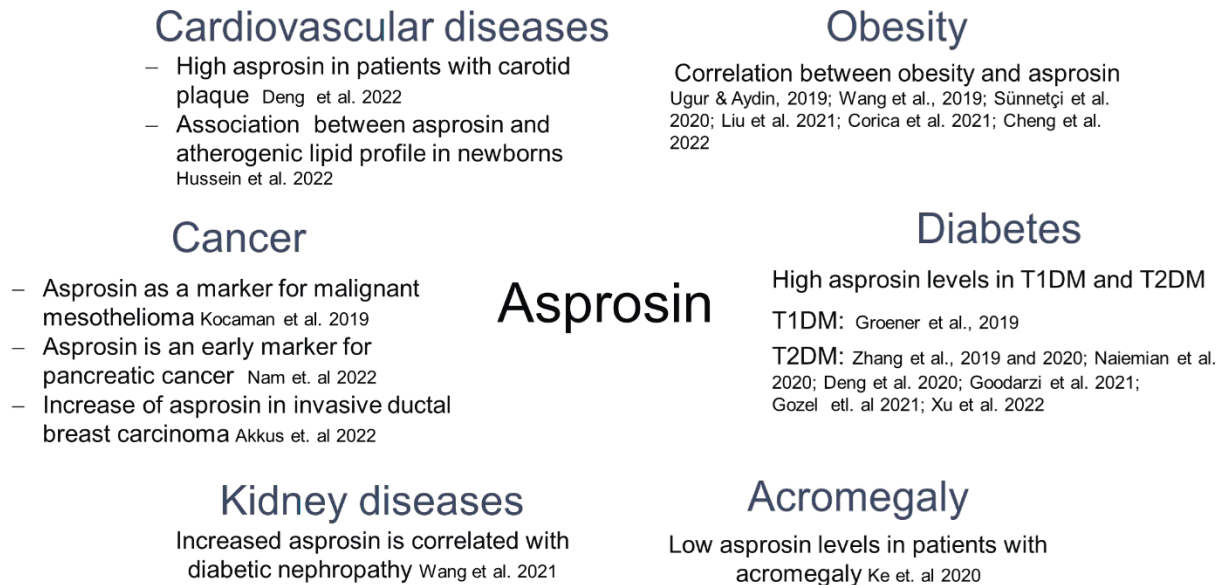 Cardiovascular diseases
– High asprosin in patients with carotid
plaque Deng et al. 2022
– Association between asprosin and
atherogenic lipid profile in newborns
Hussein et al. 2022
Obesity
Correlation between obesity and asprosin
Ugur & Aydin, 2019; Wang et al., 2019; Sünnetçi et al.
2020; Liu et al. 2021; Corica et al. 2021; Cheng et al.
2022
Cancer
– Asprosin as a marker for malignant
mesothelioma Kocaman et al. 2019
– Asprosin is an early marker for
pancreatic cancer Nam et. al 2022
– Increase of asprosin in invasive ductal
breast carcinoma Akkus et. al 2022
Asprosin
Diabetes
High asprosin levels in T1DM and T2DM
T1DM: Groener et al., 2019
T2DM: Zhang et al., 2019 and 2020; Naiemian et al.
2020; Deng et al. 2020; Goodarzi et al. 2021;
Gozel etl. al 2021; Xu et al. 2022
Kidney diseases
Increased asprosin is correlated with
diabetic nephropathy Wang et al. 2021
Acromegaly
Low asprosin levels in patients with
acromegaly Ke et. al 2020